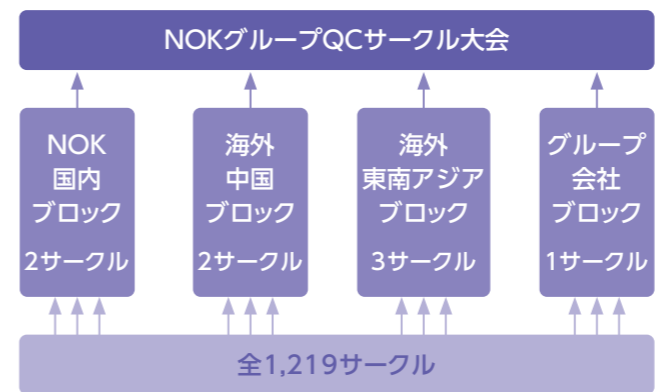 NOKグループQCサークル大会
NOK
国内
ブロック
2サークル
海外
中国
ブロック
2サークル
海外
東南アジア
ブロック
3サークル
グループ
会社
ブロック
1サークル
全1,219サークル